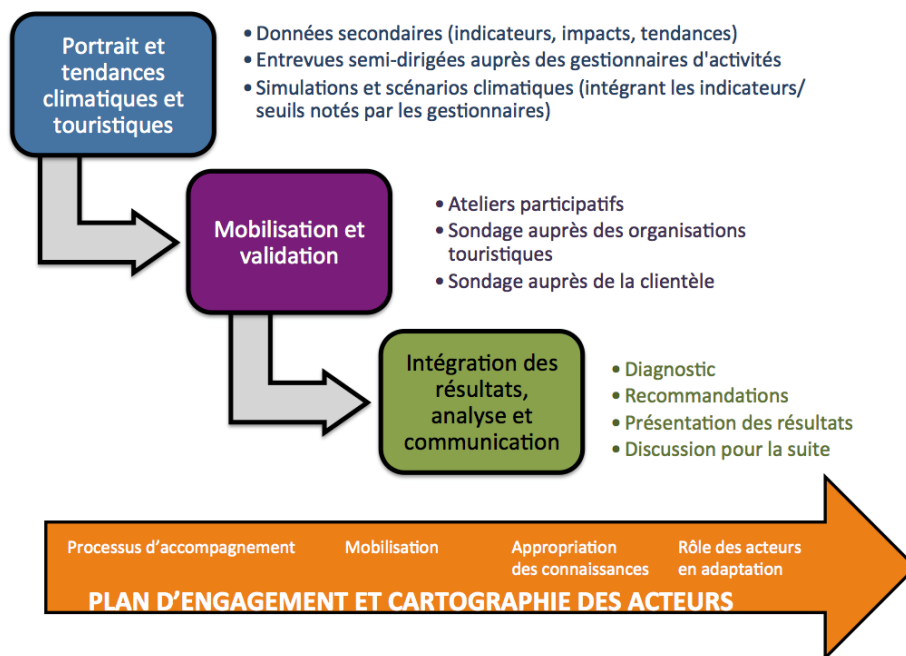 Portrait et
tendances
climatiques et
touristiques
• Données secondaires (indicateurs, impacts, tendances)
• Entrevues semi-dirigées auprès des gestionnaires d'activités
• Simulations et scénarios climatiques (intégrant les indicateurs/
seuils notés par les gestionnaires)
Mobilisation et
validation
• Ateliers participatifs
• Sondage auprès des organisations
touristiques
• Sondage auprès de la clientèle
Intégration des
résultats,
analyse et
communication
• Diagnostic
• Recommandations
• Présentation des résultats
• Discussion pour la suite
Processus d’accompagnement
Mobilisation
Appropriation
des connaissances
Rôle des acteurs
en adaptation
PLAN D’ENGAGEMENT ET CARTOGRAPHIE DES ACTEURS